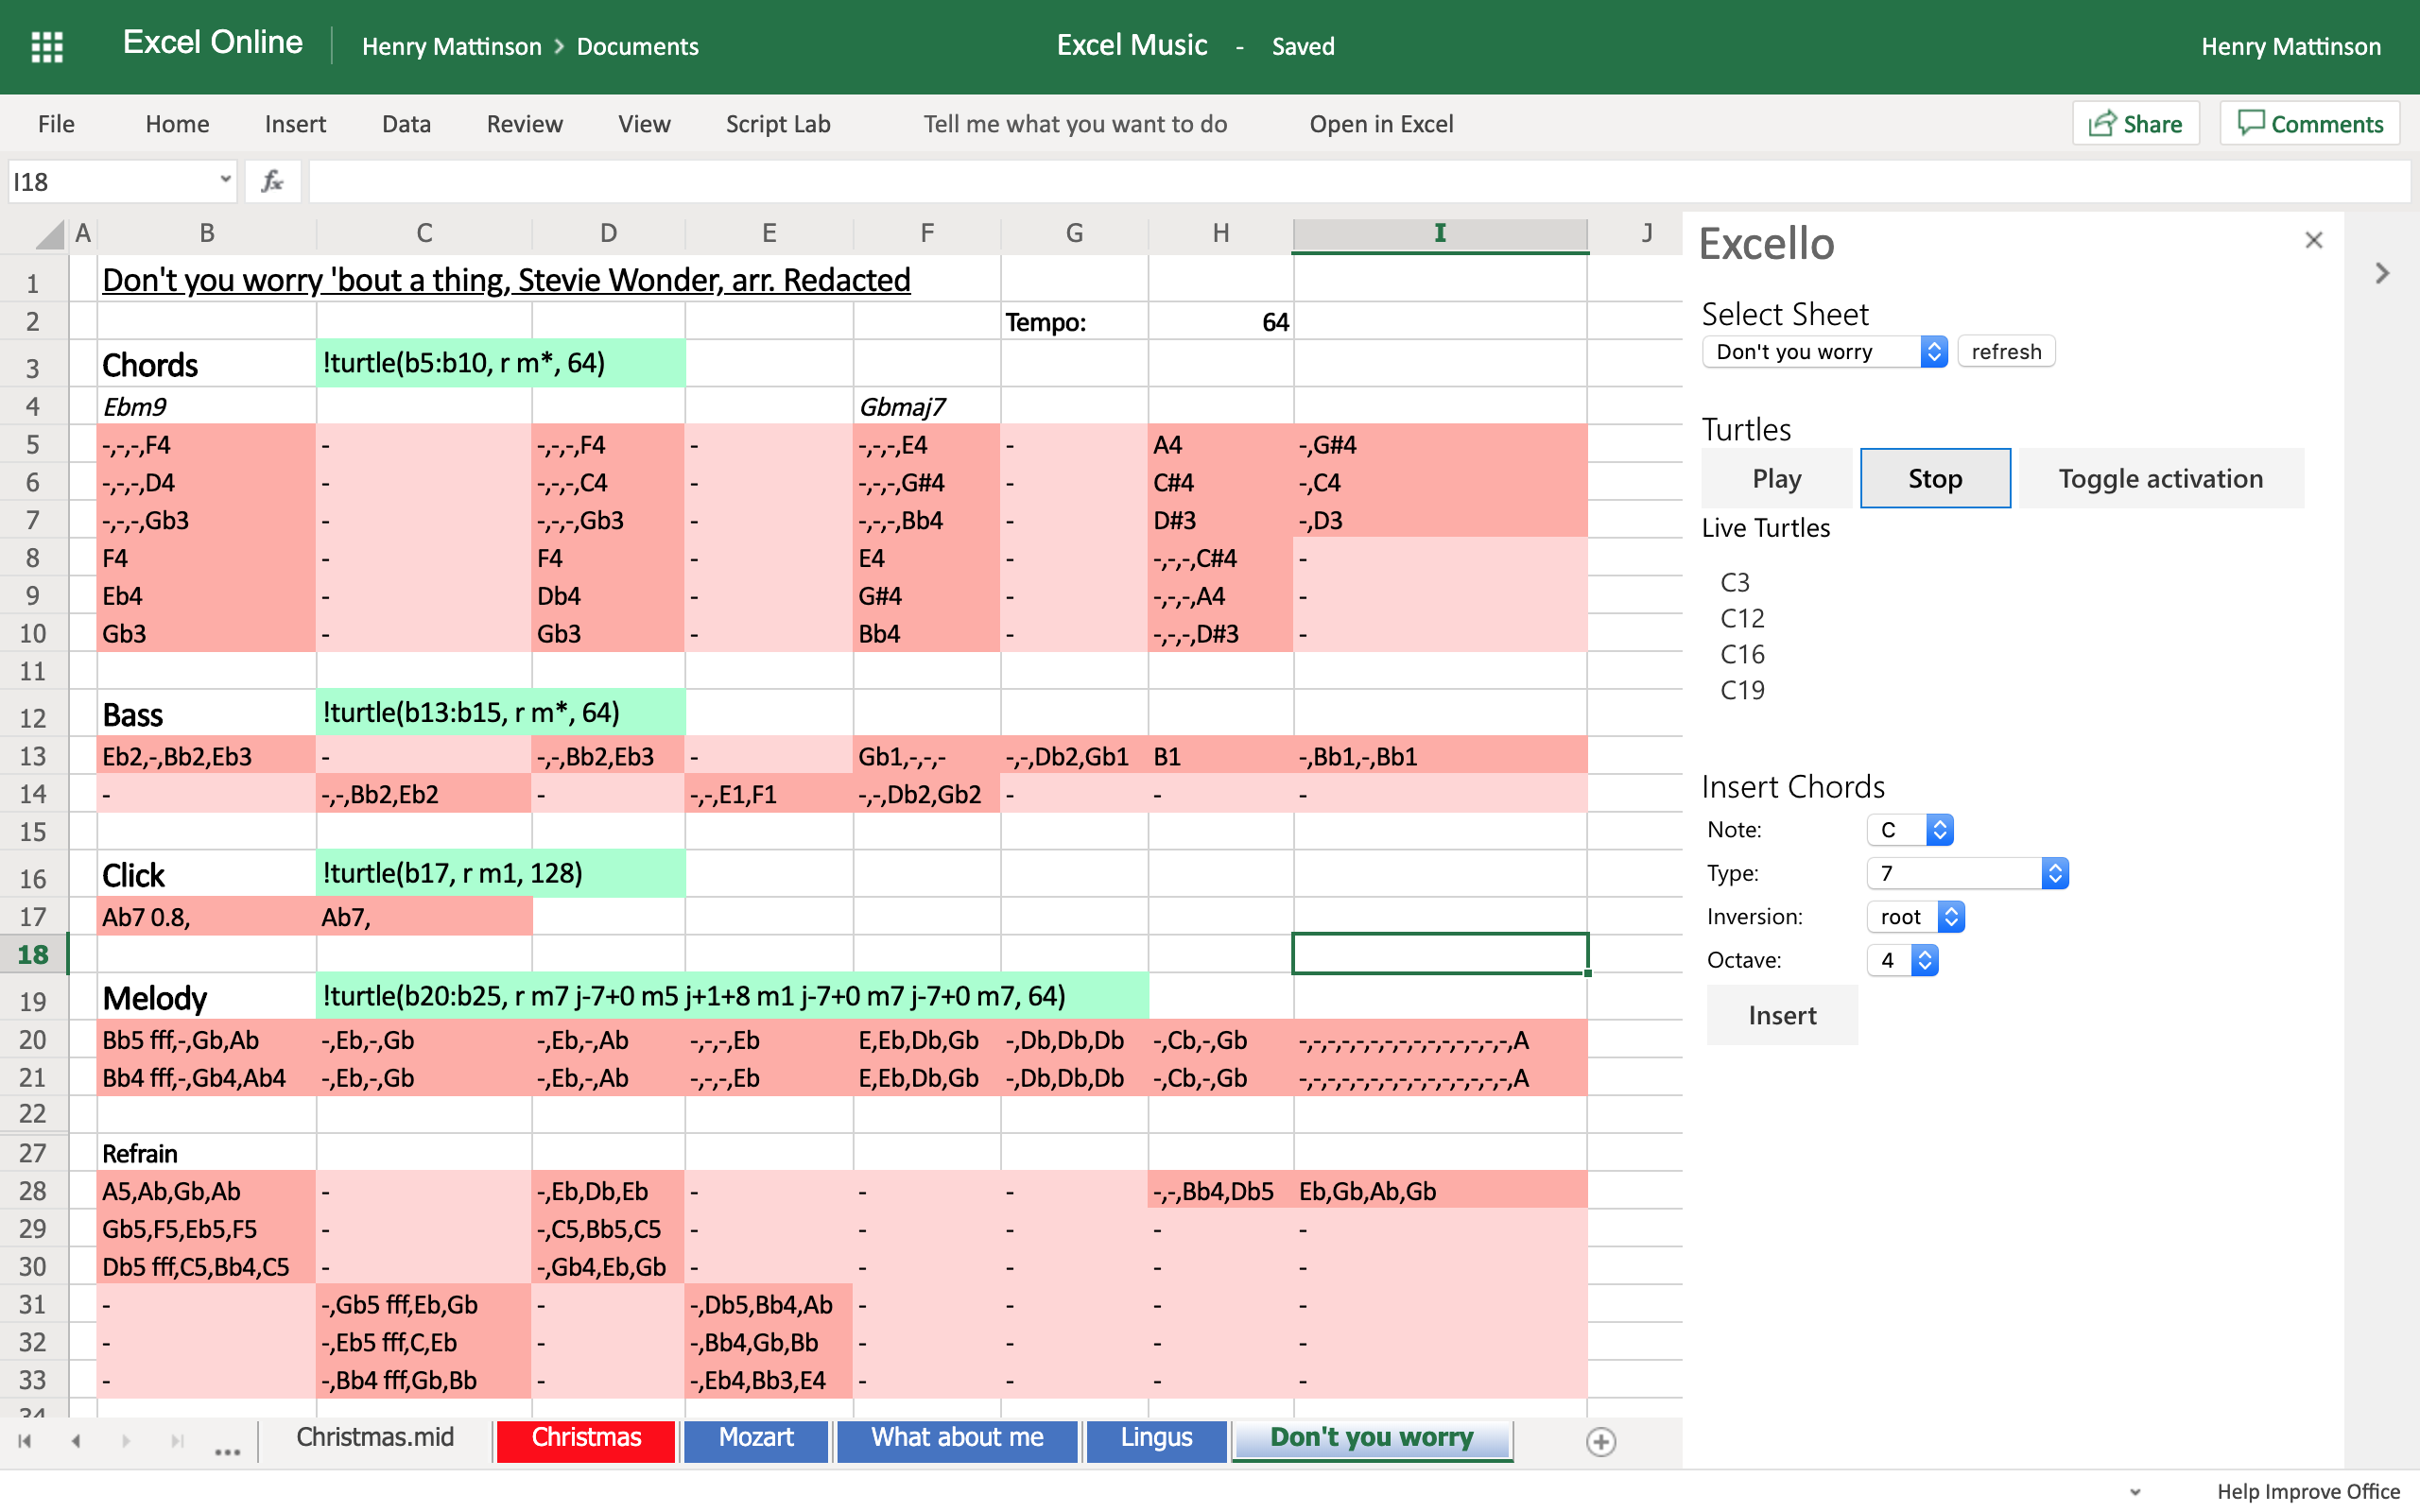 Excel Online Henry Mattinson > Documents Excel Music - Saved Henry Mattinson
File Home Insert Data Review View Script Lab Tell me what you want to do Open in Excel Share Comments
I18 fx
A B C D E F G H I J
1 Don't you worry 'bout a thing, Stevie Wonder, arr. Redacted
2 Tempo: 64
3 Chords !turtle(b5:b10, r m*, 64)
4 Ebm9 Gbmaj7
5 -,-,-,F4 - -,-,-,F4 - -,-,-,E4 - A4 -,G#4
6 -,-,-,D4 - -,-,-,C4 - -,-,-,G#4 - C#4 -,C4
7 -,-,-,Gb3 - -,-,-,Gb3 - -,-,-,Bb4 - D#3 -,D3
8 F4 - F4 - E4 - -,-,-,C#4 -
9 Eb4 - Db4 - G#4 - -,-,-,A4 -
10 Gb3 - Gb3 - Bb4 - -,-,-,D#3 -
11
12 Bass !turtle(b13:b15, r m*, 64)
13 Eb2,-,Bb2,Eb3 - -,-,Bb2,Eb3 - Gb1,-,-,- -,-,Db2,Gb1 B1 -,Bb1,-,Bb1
14 - -,-,Bb2,Eb2 - -,-,E1,F1 -,-,Db2,Gb2 - - -
15
16 Click !turtle(b17, r m1, 128)
17 Ab7 0.8, Ab7,
18
19 Melody !turtle(b20:b25, r m7 j-7+0 m5 j+1+8 m1 j-7+0 m7 j-7+0 m7, 64)
20 Bb5 fff,-,Gb,Ab -,Eb,-,Gb -,Eb,-,Ab -,-,-,Eb E,Eb,Db,Gb -,Db,Db,Db -,Cb,-,Gb -,-,-,-,-,-,-,-,-,-,-,-,-,-,-,A
21 Bb4 fff,-,Gb4,Ab4 -,Eb,-,Gb -,Eb,-,Ab -,-,-,Eb E,Eb,Db,Gb -,Db,Db,Db -,Cb,-,Gb -,-,-,-,-,-,-,-,-,-,-,-,-,-,-,A
22
27 Refrain
28 A5,Ab,Gb,Ab - -,Eb,Db,Eb - - - -,-,Bb4,Db5 Eb,Gb,Ab,Gb
29 Gb5,F5,Eb5,F5 - -,C5,Bb5,C5 - - - - -
30 Db5 fff,C5,Bb4,C5 - -,Gb4,Eb,Gb - - - - -
31 - -,Gb5 fff,Eb,Gb - -,Db5,Bb4,Ab - - - -
32 - -,Eb5 fff,C,Eb - -,Bb4,Gb,Bb - - - -
33 - -,Bb4 fff,Gb,Bb - -,Eb4,Bb3,E4 - - - -
34
... Christmas.mid Christmas Mozart What about me Lingus Don't you worry
Excello
Select Sheet
Don't you worry refresh
Turtles
Play Stop Toggle activation
Live Turtles
C3
C12
C16
C19
Insert Chords
Note: C
Type: 7
Inversion: root
Octave: 4
Insert
Help Improve Office